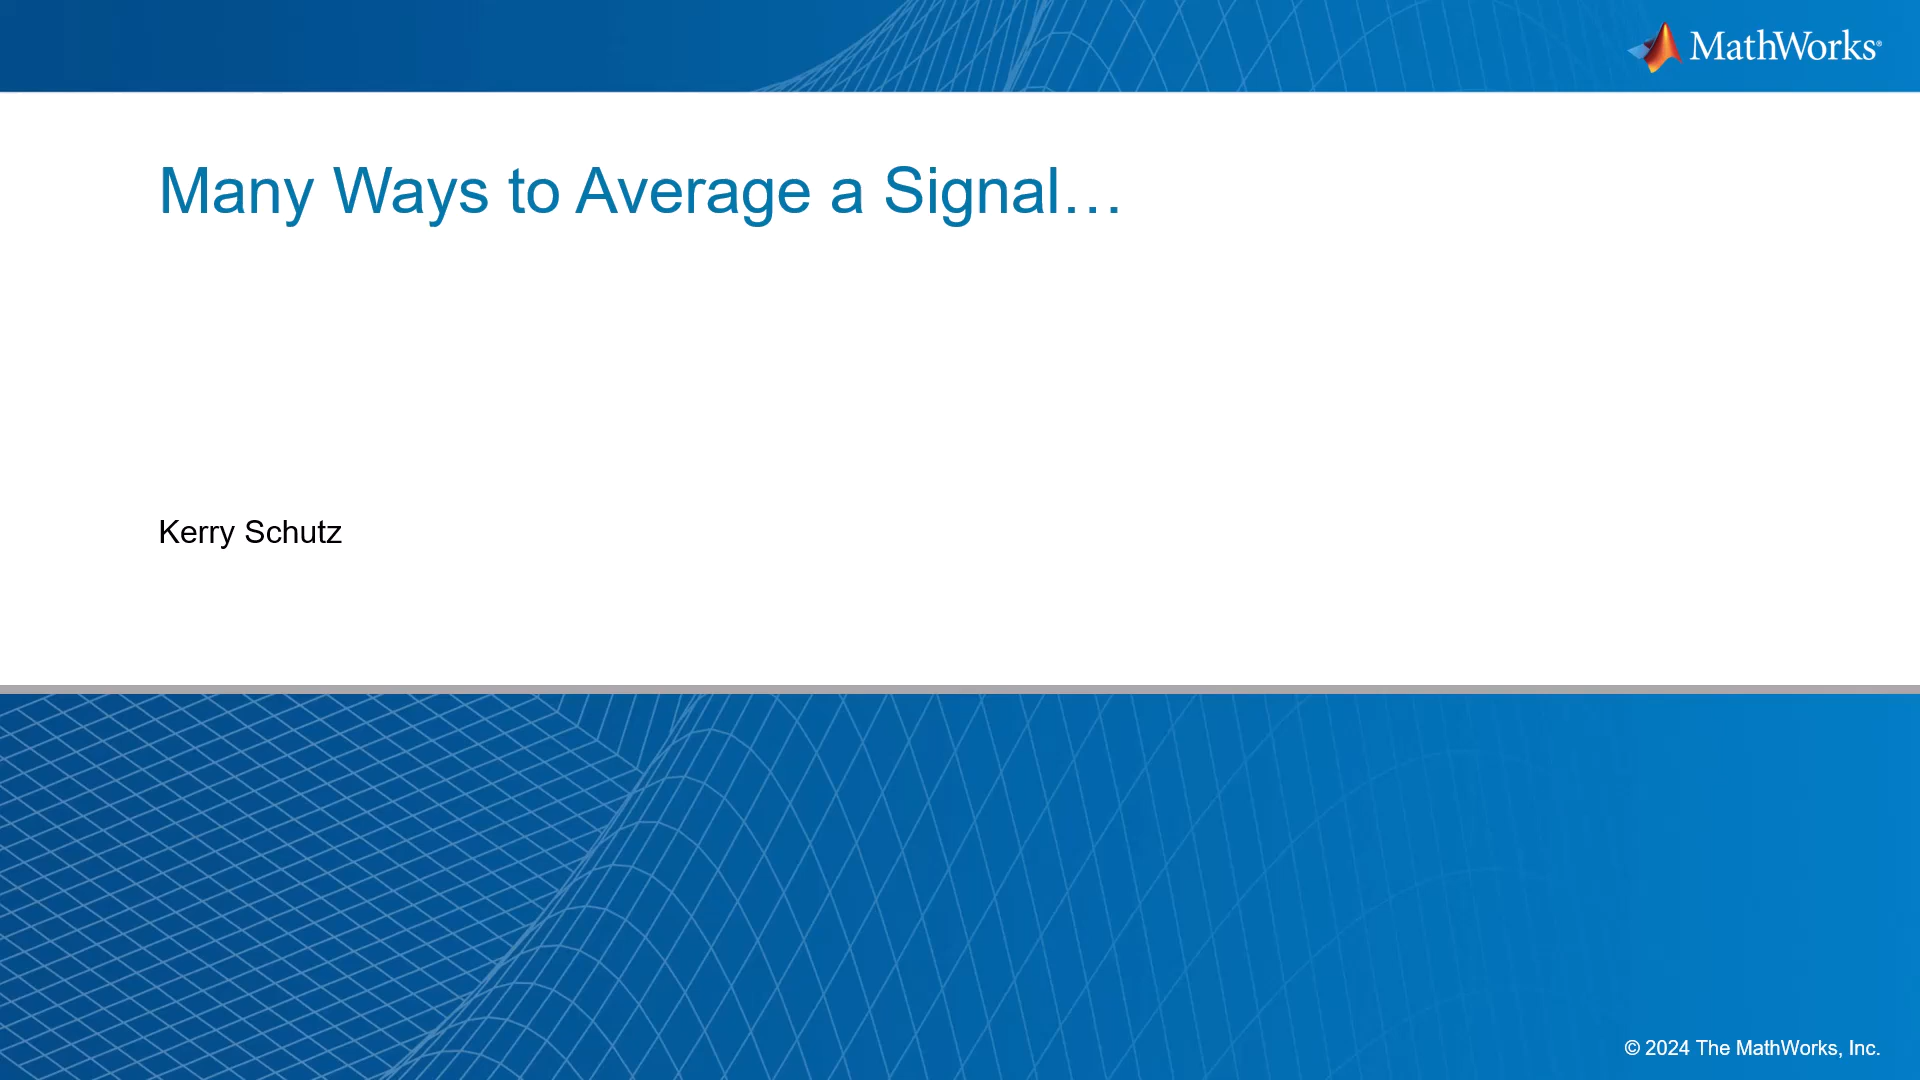 MathWorks®
Many Ways to Average a Signal…
Kerry Schutz
© 2024 The MathWorks, Inc.